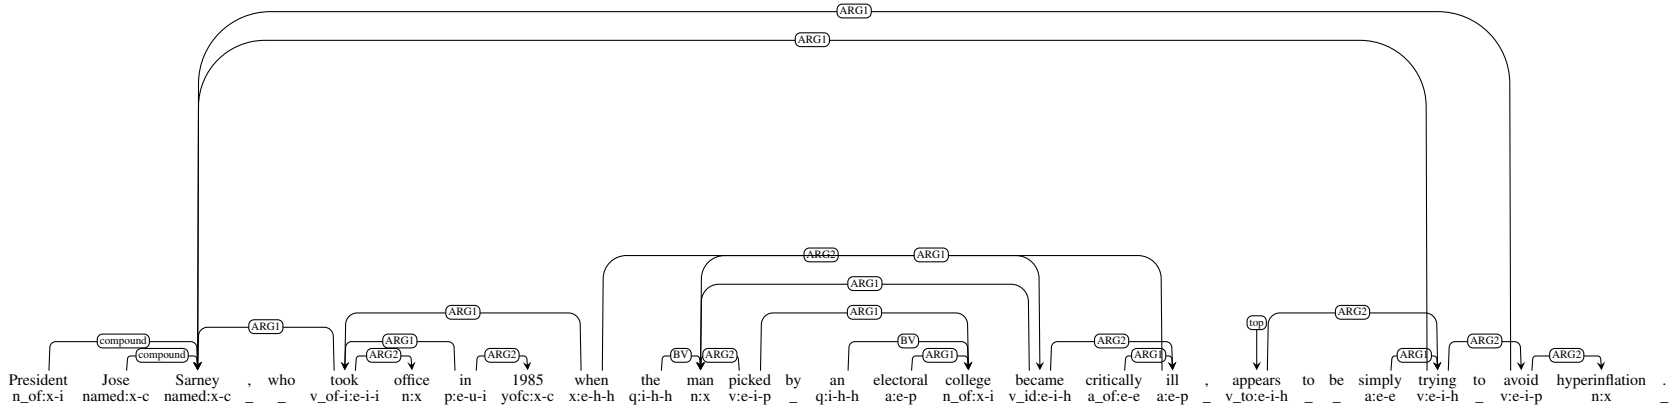 ARG1
ARG1
ARG2 ARG1
ARG1
ARG1 ARG1 ARG2
top
ARG1
compound ARG1 BV ARG2 ARG2
compound ARG2 ARG2 BV ARG2 ARG1 ARG1 ARG1 ARG2
President Jose Sarney , who took office in 1985 when the man picked by an electoral college became critically ill , appears to be simply trying to avoid hyperinflation .
n_of:x-i named:x-c named:x-c _ _ v_of-i:e-i-i n:x p:e-u-i yofc:x-c x:e-h-h q:i-h-h n:x v:e-i-p _ q:i-h-h a:e-p n_of:x-i v_id:e-i-h a_of:e-e a:e-p _ v_to:e-i-h _ _ a:e-e v:e-i-h _ v:e-i-p n:x _